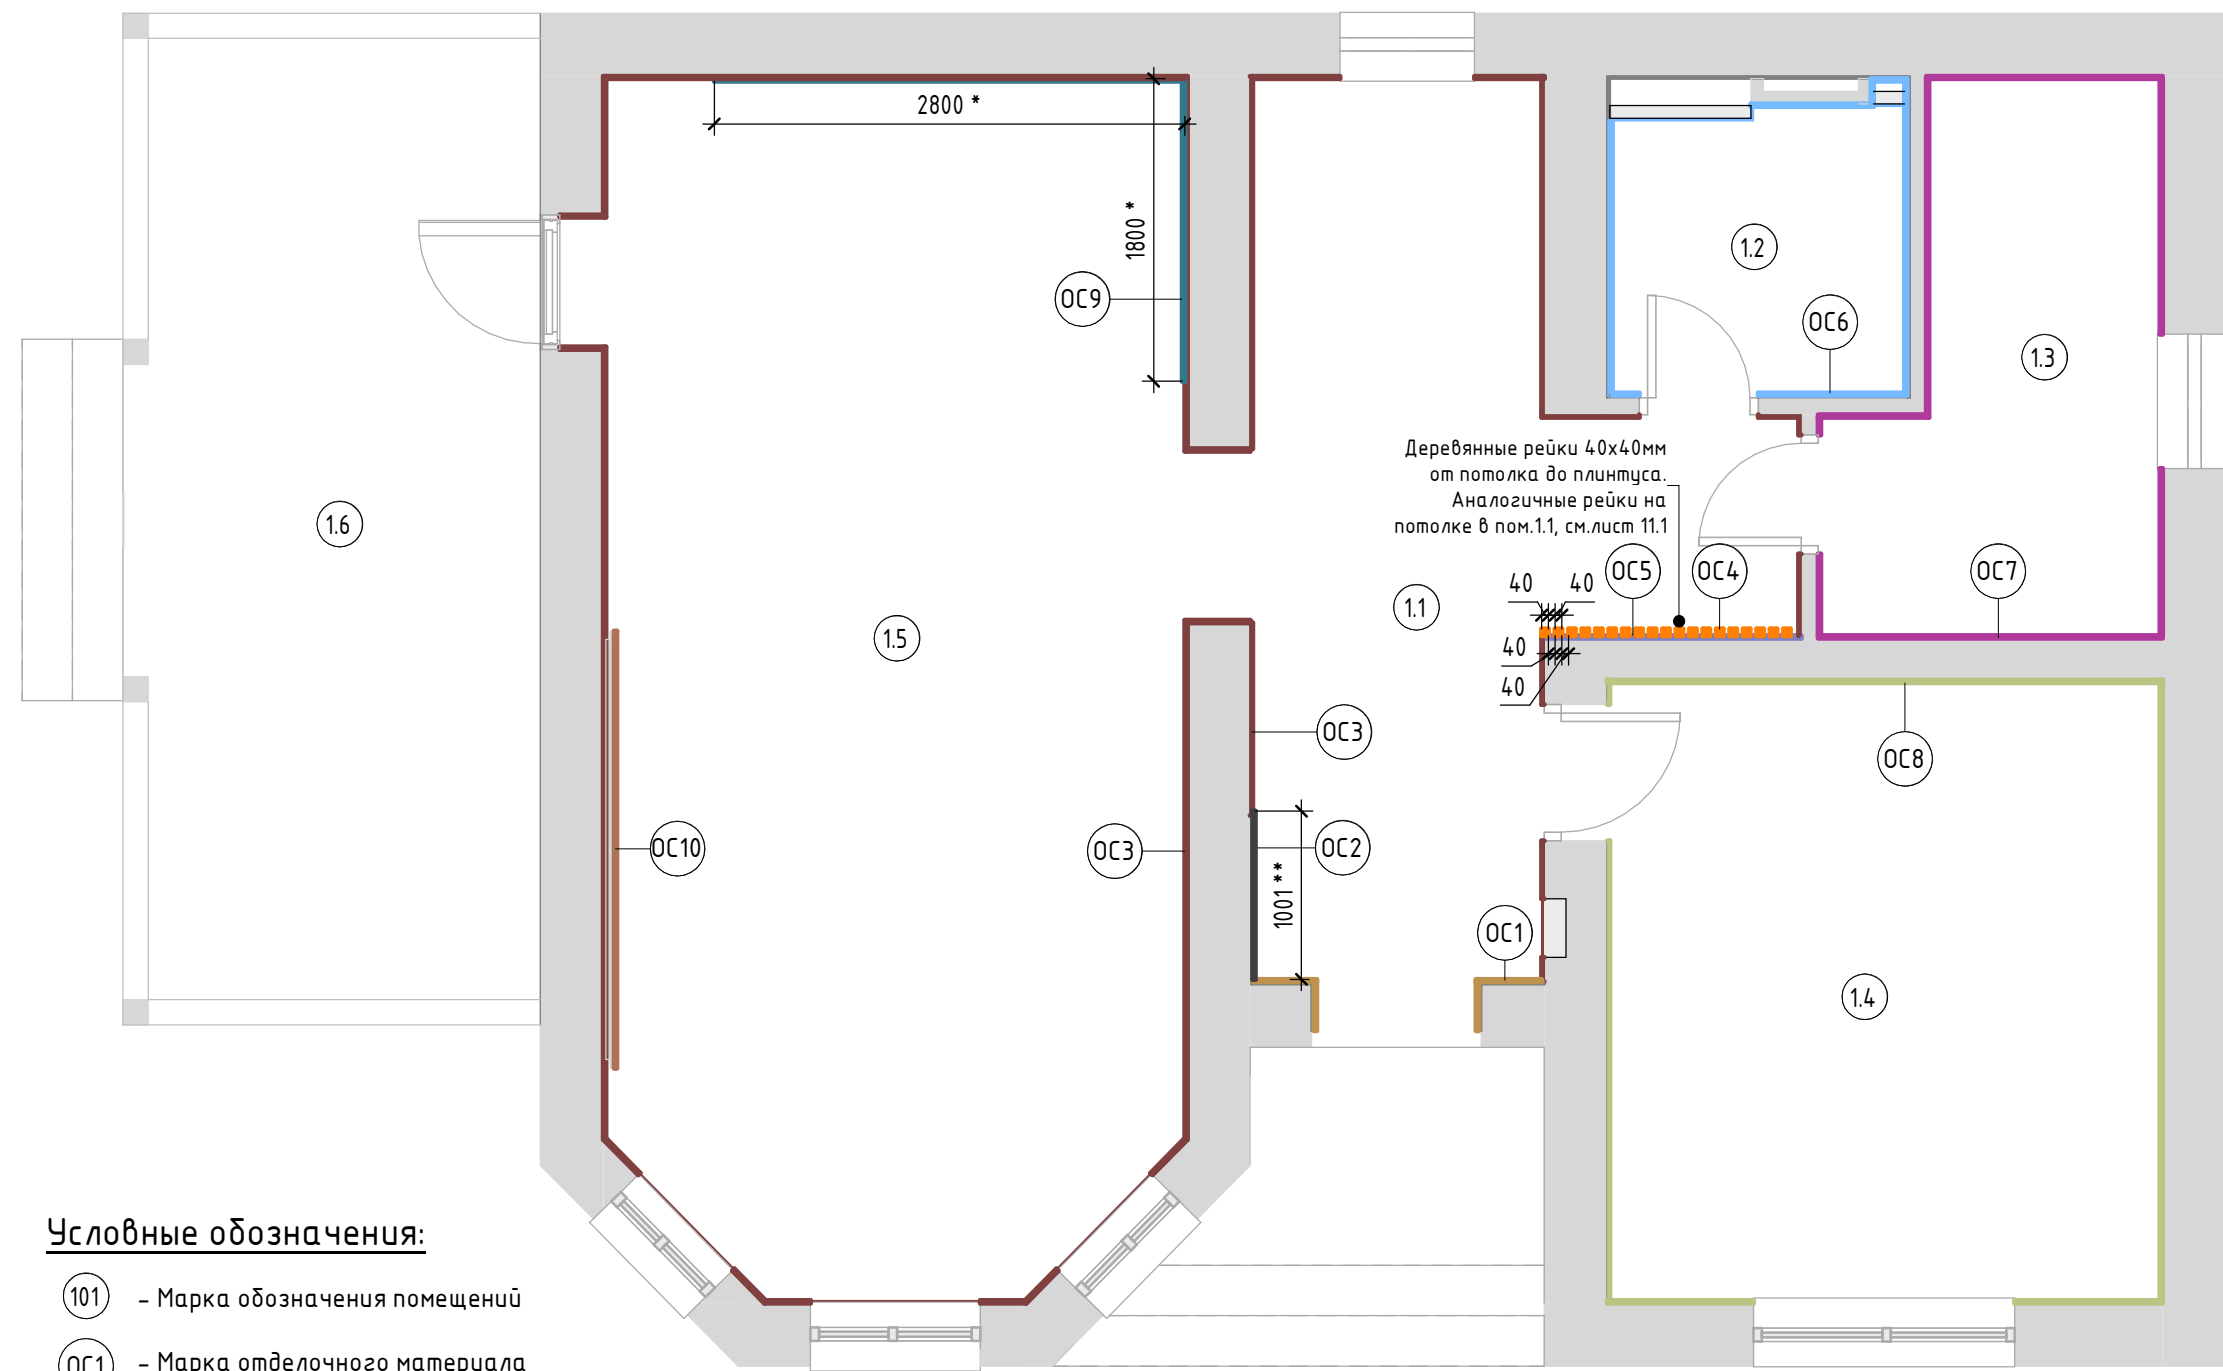 2800 *
1800 *
ОС9
1.2
ОС6
1.3
Деревянные рейки 40х40мм
от потолка до плинтуса.
Аналогичные рейки на
потолке в пом.1.1, см.лист 11.1
1.6
40
40
ОС5
ОС4
ОС7
1.1
1.5
40
40
ОС3
ОС8
ОС10
ОС3
ОС2
1001 **
ОС1
1.4
Условные обозначения:
101 - Марка обозначения помещений
ОС1 - Марка отделочного материала